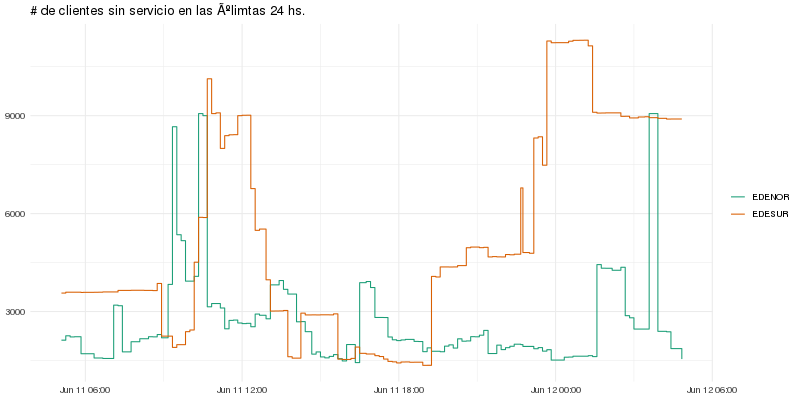 # de clientes sin servicio en las Ãºlimtas 24 hs.
9000
6000
3000
EDENOR
EDESUR
Jun 11 06:00
Jun 11 12:00
Jun 11 18:00
Jun 12 00:00
Jun 12 06:00